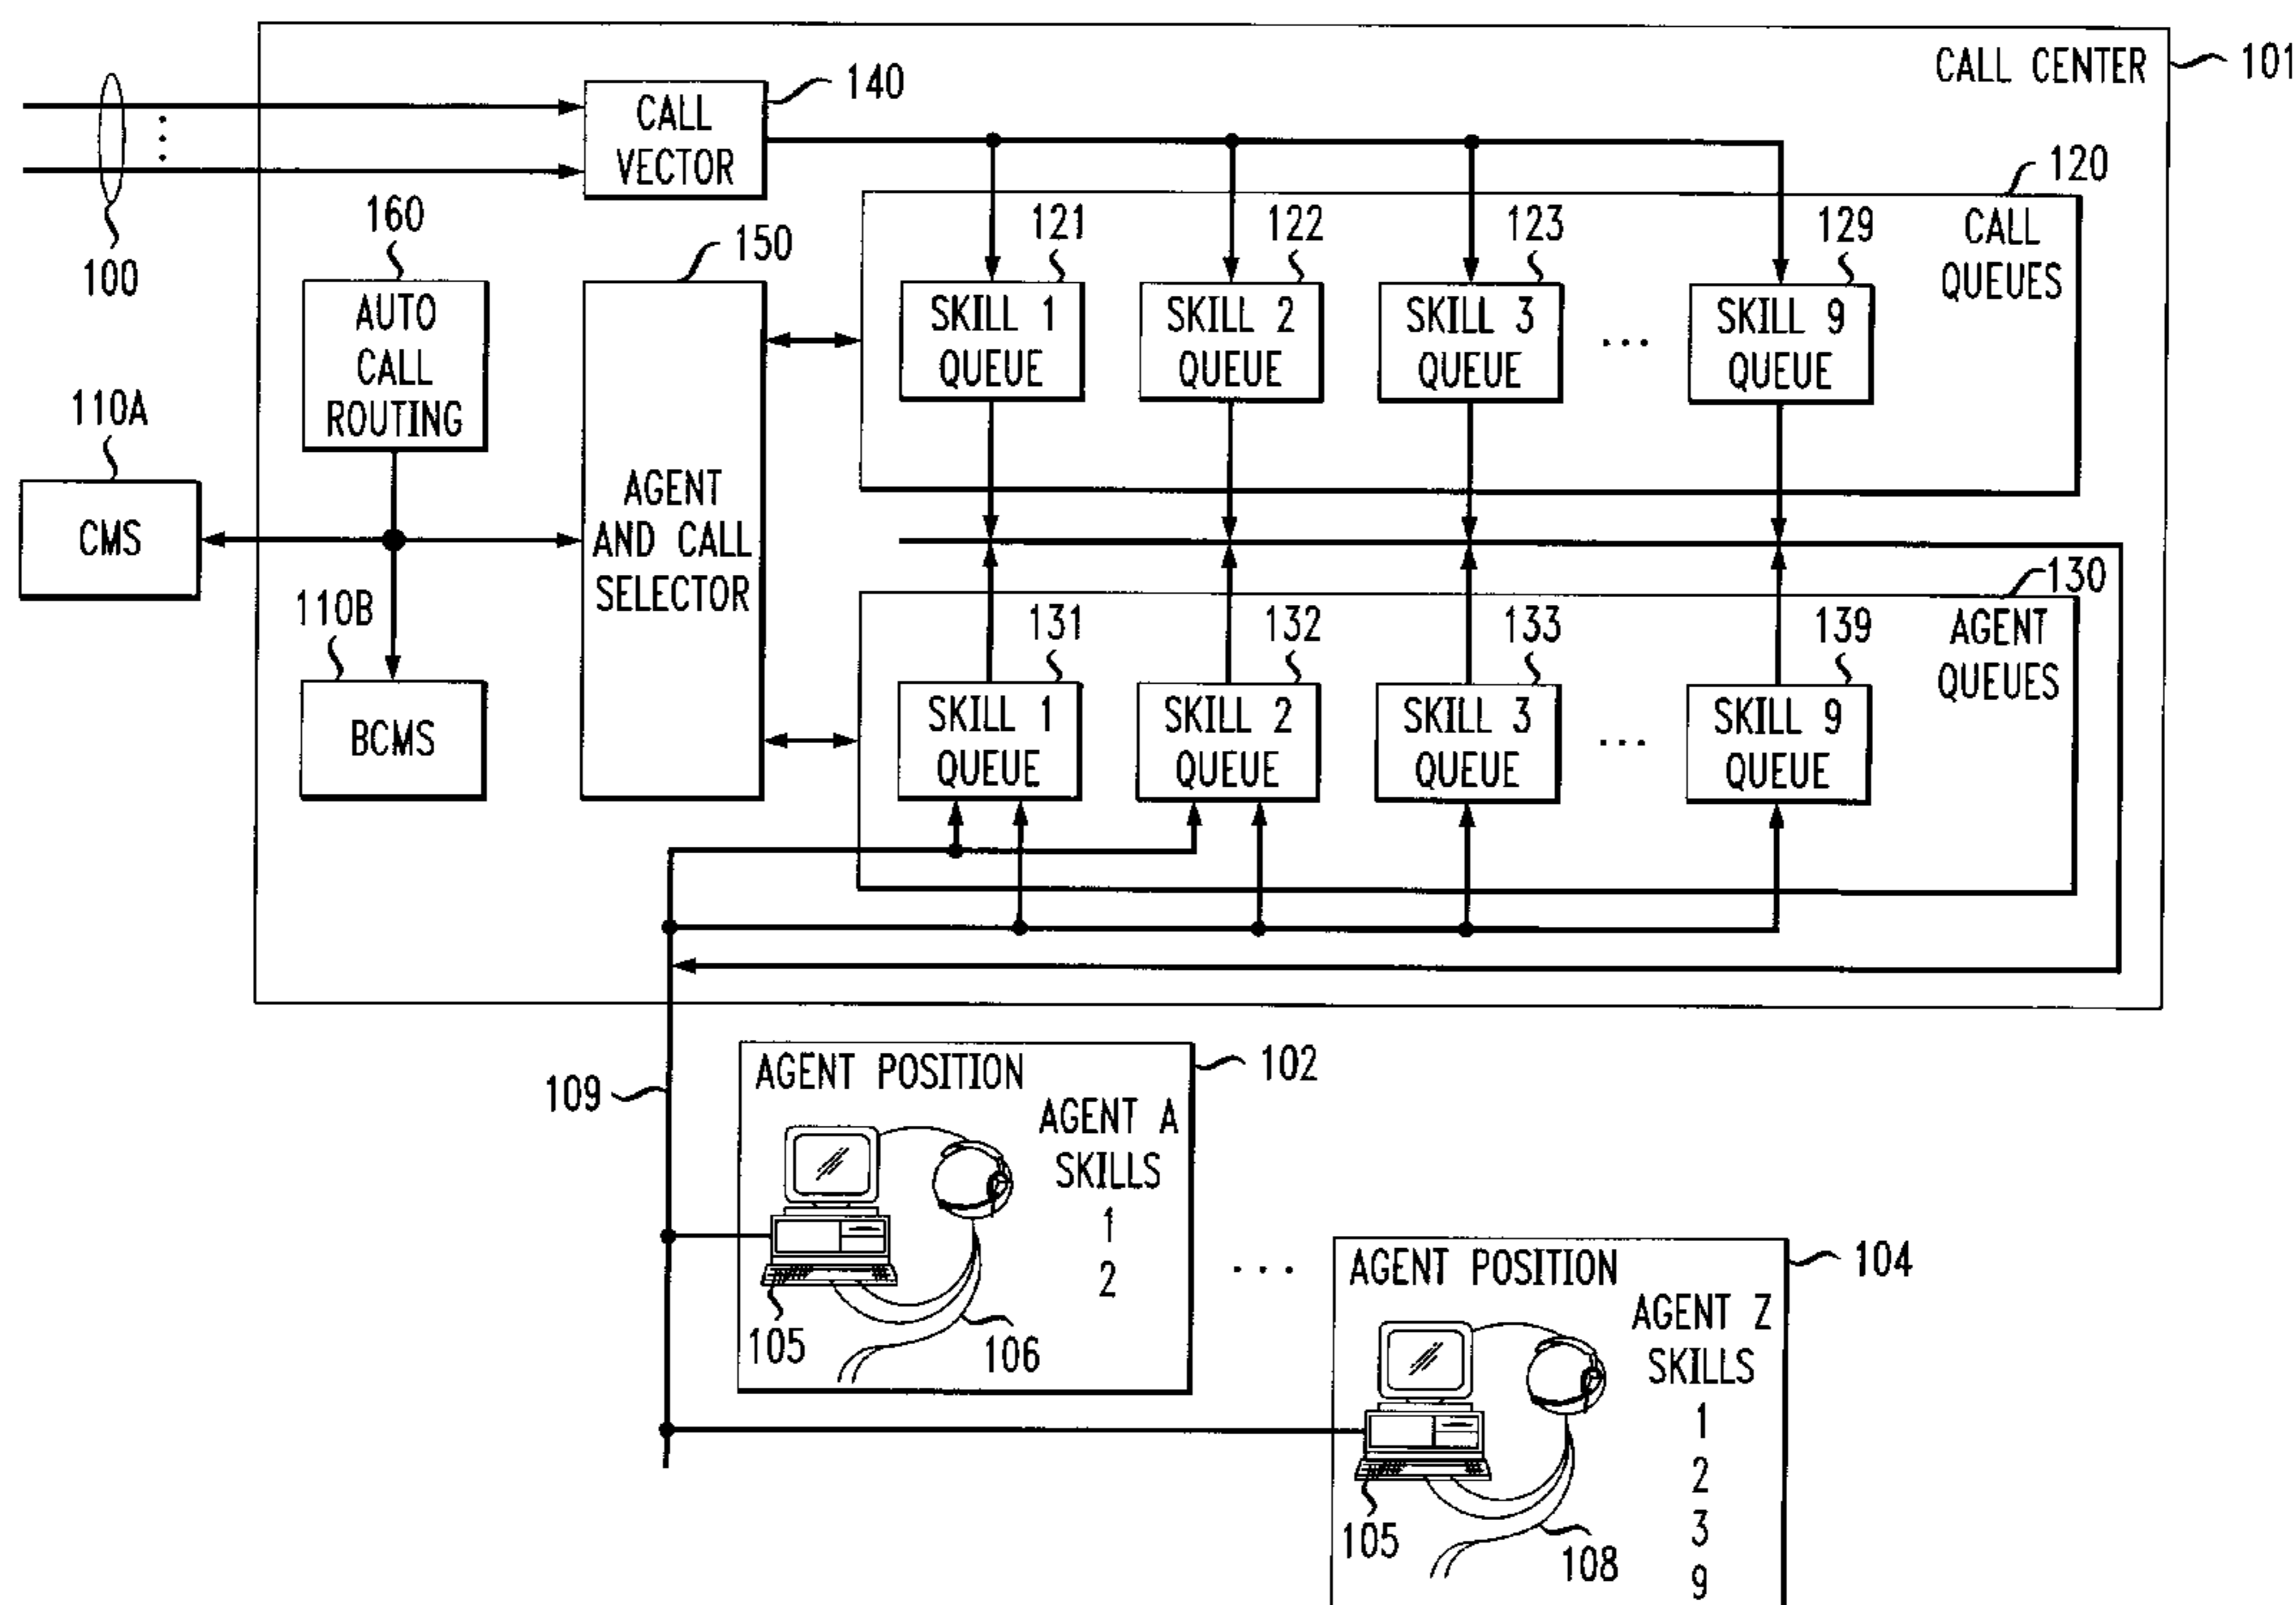 CALL CENTER
101
100
CALL
VECTOR
140
160
AUTO
CALL
ROUTING
150
AGENT
AND CALL
SELECTOR
110A
CMS
110B
BCMS
120
CALL
QUEUES
121
SKILL 1
QUEUE
122
SKILL 2
QUEUE
123
SKILL 3
QUEUE
...
129
SKILL 9
QUEUE
130
AGENT
QUEUES
131
SKILL 1
QUEUE
132
SKILL 2
QUEUE
133
SKILL 3
QUEUE
...
139
SKILL 9
QUEUE
109
102
AGENT POSITION
AGENT A
SKILLS
1
2
105
106
...
104
AGENT POSITION
AGENT Z
SKILLS
1
2
3
9
105
108